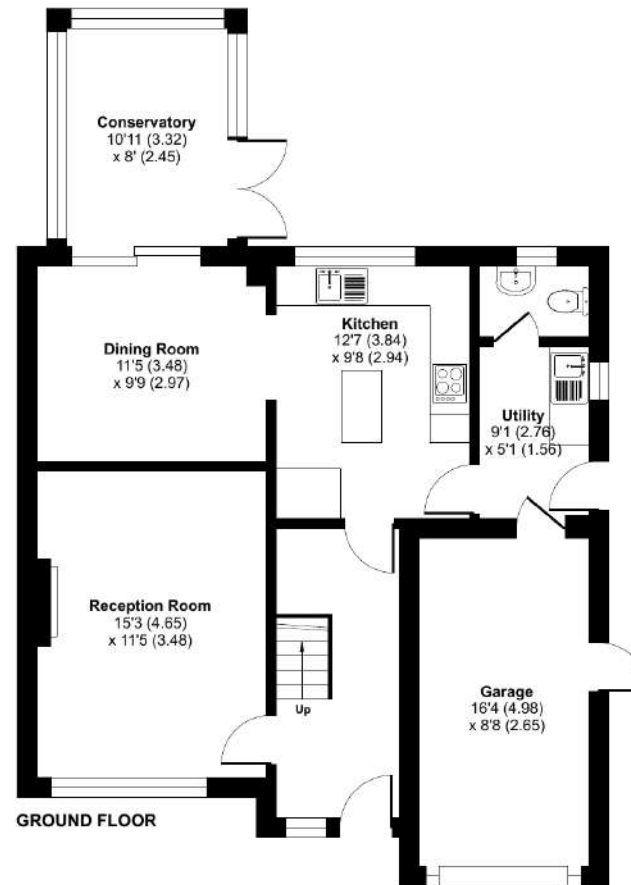 Conservatory
10'11 (3.32)
x 8' (2.45)
Dining Room
11'5 (3.48)
x 9'9 (2.97)
Kitchen
12'7 (3.84)
x 9'8 (2.94)
Utility
9'1 (2.76)
x 5'1 (1.56)
Reception Room
15'3 (4.65)
x 11'5 (3.48)
Up
Garage
16'4 (4.98)
x 8'8 (2.65)
GROUND FLOOR